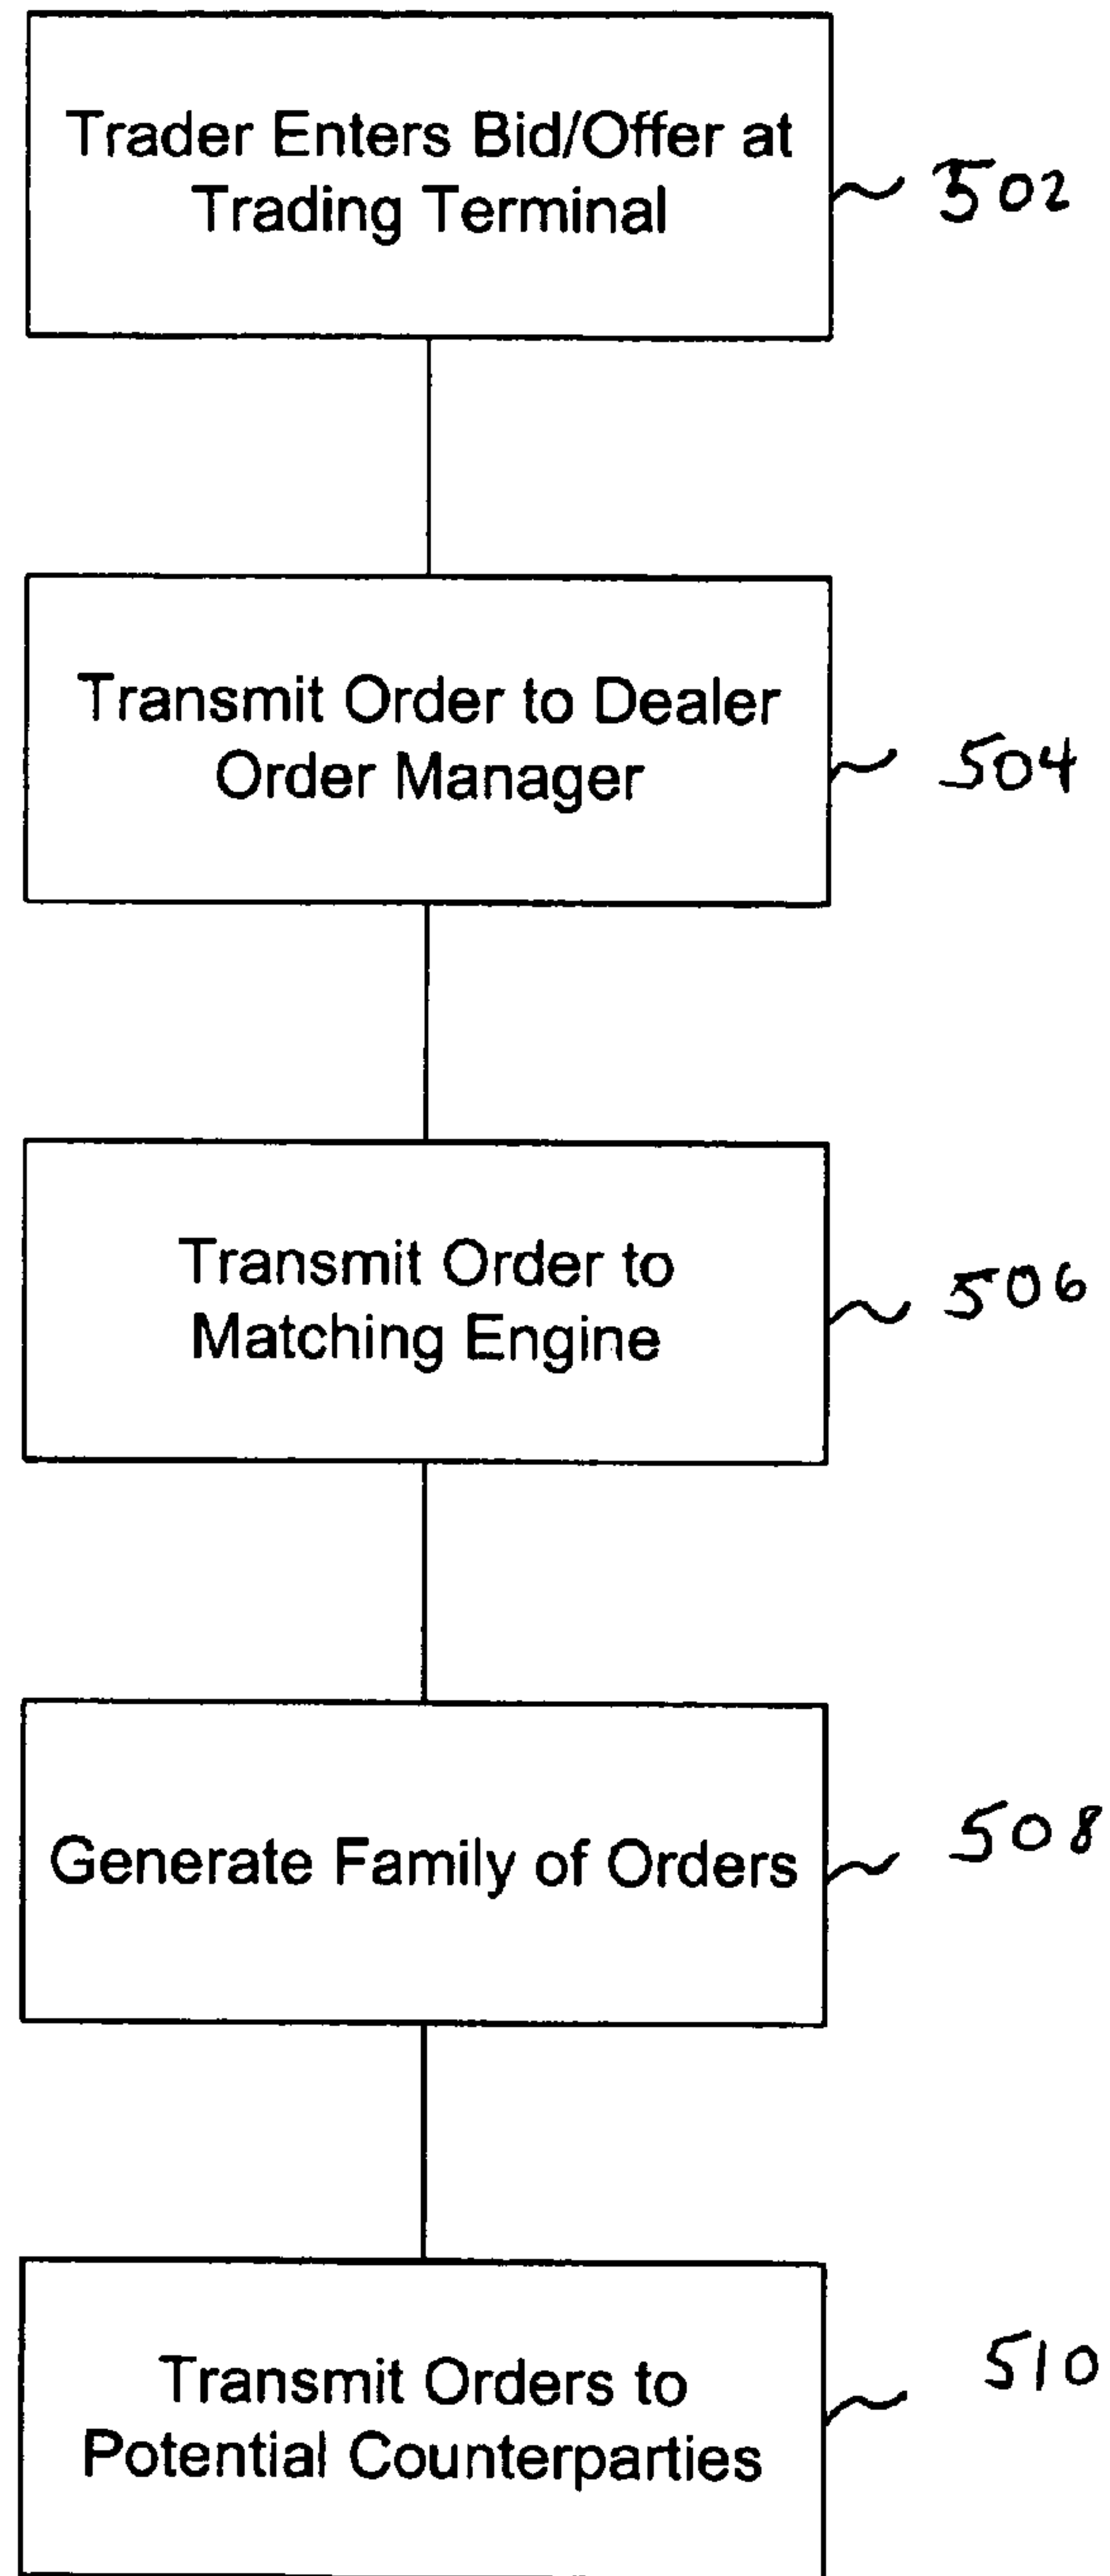 Trader Enters Bid/Offer at
Trading Terminal
502
Transmit Order to Dealer
Order Manager
504
Transmit Order to
Matching Engine
506
Generate Family of Orders
508
Transmit Orders to
Potential Counterparties
510